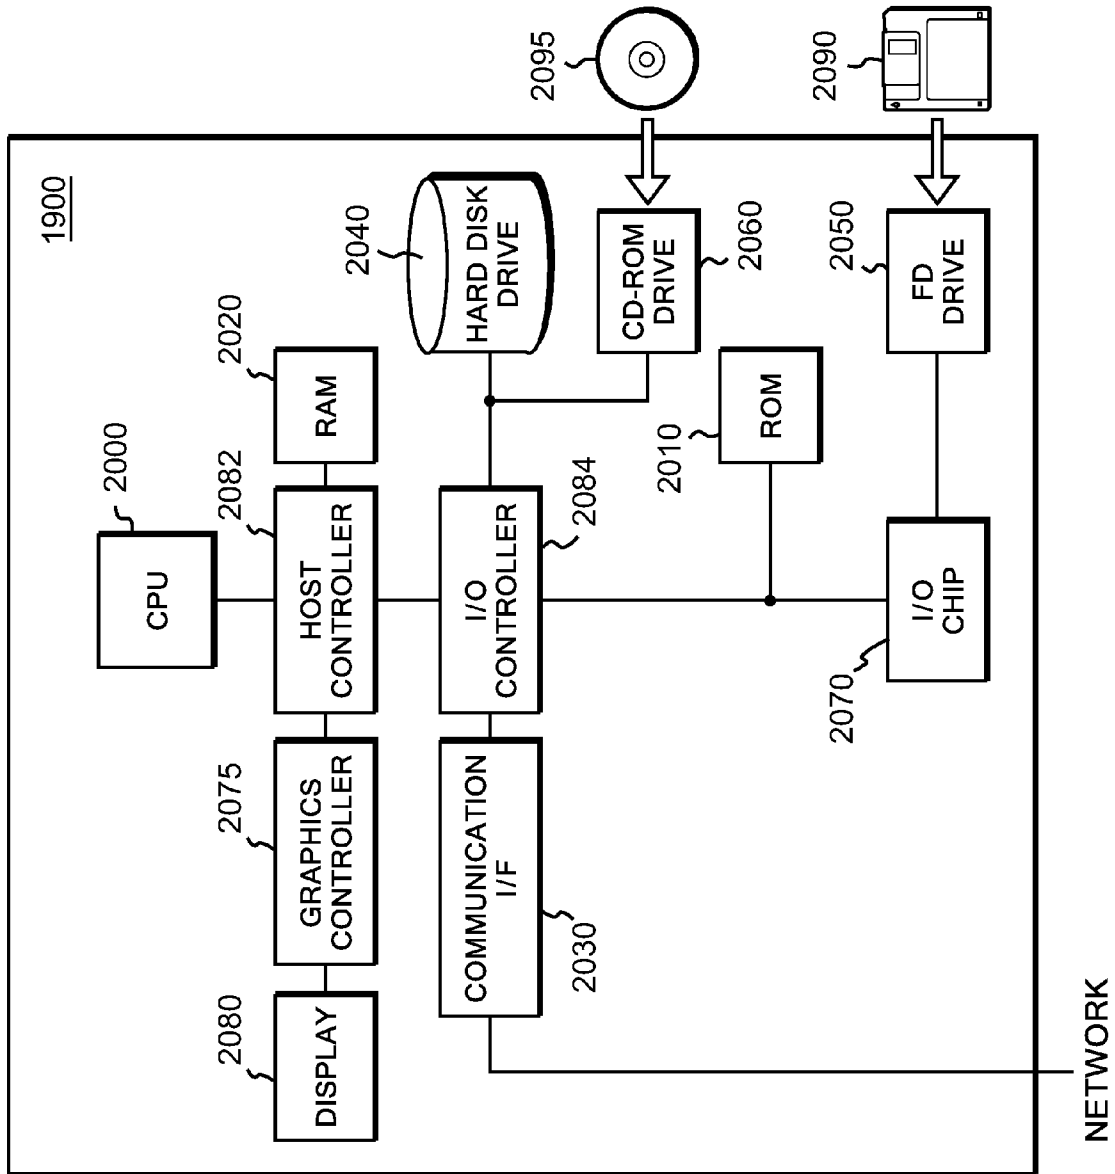 1900
2000
CPU
2080
2075
2082
2020
DISPLAY
GRAPHICS
CONTROLLER
HOST
CONTROLLER
RAM
2040
COMMUNICATION
I/F
I/O
CONTROLLER
HARD DISK
DRIVE
2030
2084
2095
CD-ROM
DRIVE
2060
2010
ROM
2070
I/O
CHIP
2050
FD
DRIVE
2090
NETWORK